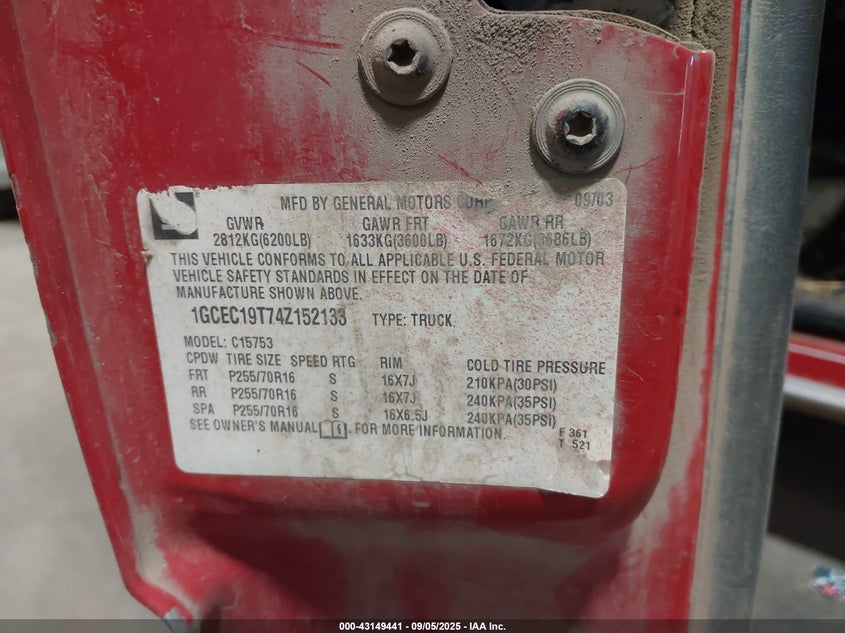 MFD BY GENERAL MOTORS CORP 09/03
GVWR GAWR FRT GAWR RR
2812KG(6200LB) 1633KG(3600LB) 1672KG(3686LB)
THIS VEHICLE CONFORMS TO ALL APPLICABLE U.S. FEDERAL MOTOR
VEHICLE SAFETY STANDARDS IN EFFECT ON THE DATE OF
MANUFACTURE SHOWN ABOVE.
1GCEC19T74Z152133 TYPE: TRUCK
MODEL: C15753
CPDW TIRE SIZE SPEED RTG RIM COLD TIRE PRESSURE
FRT P255/70R16 S 16X7J 210KPA(30PSI)
RR P255/70R16 S 16X7J 240KPA(35PSI)
SPA P255/70R16 S 16X6.5J 240KPA(35PSI)
SEE OWNER'S MANUAL FOR MORE INFORMATION.
F 361
T 521
000-43149441 - 09/05/2025 - IAA Inc.